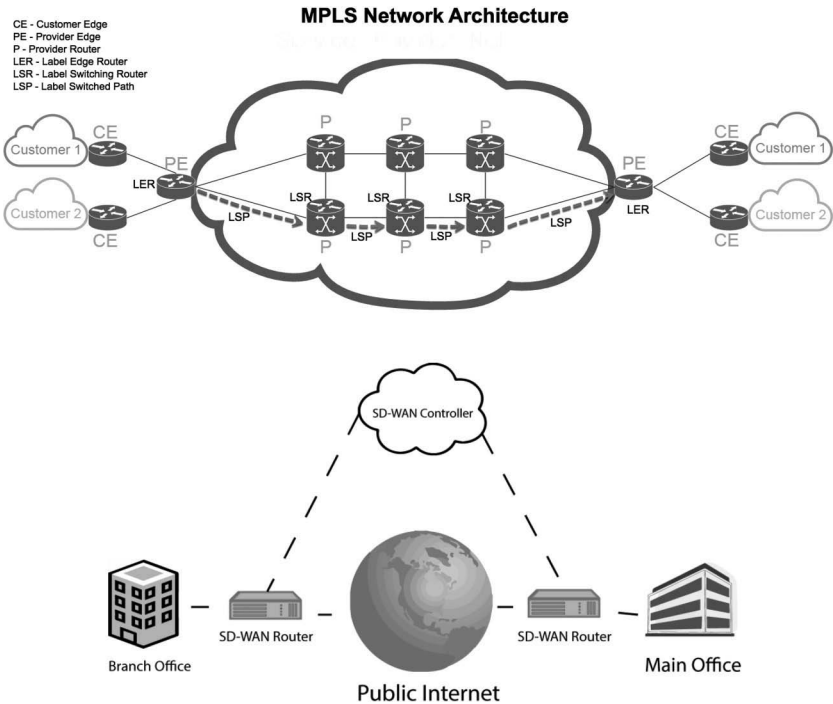 MPLS Network Architecture
CE - Customer Edge
PE - Provider Edge
P - Provider Router
LER - Label Edge Router
LSR - Label Switching Router
LSP - Label Switched Path
P
P
P
CE
CE
Customer 1
Customer 1
PE
PE
LER
LER
LSR
LSR
LSR
Customer 2
Customer 2
LSP
LSP
CE
CE
P
P
P
LSP
LSP
SD-WAN Controller
SD-WAN Router
SD-WAN Router
Branch Office
Main Office
Public Internet